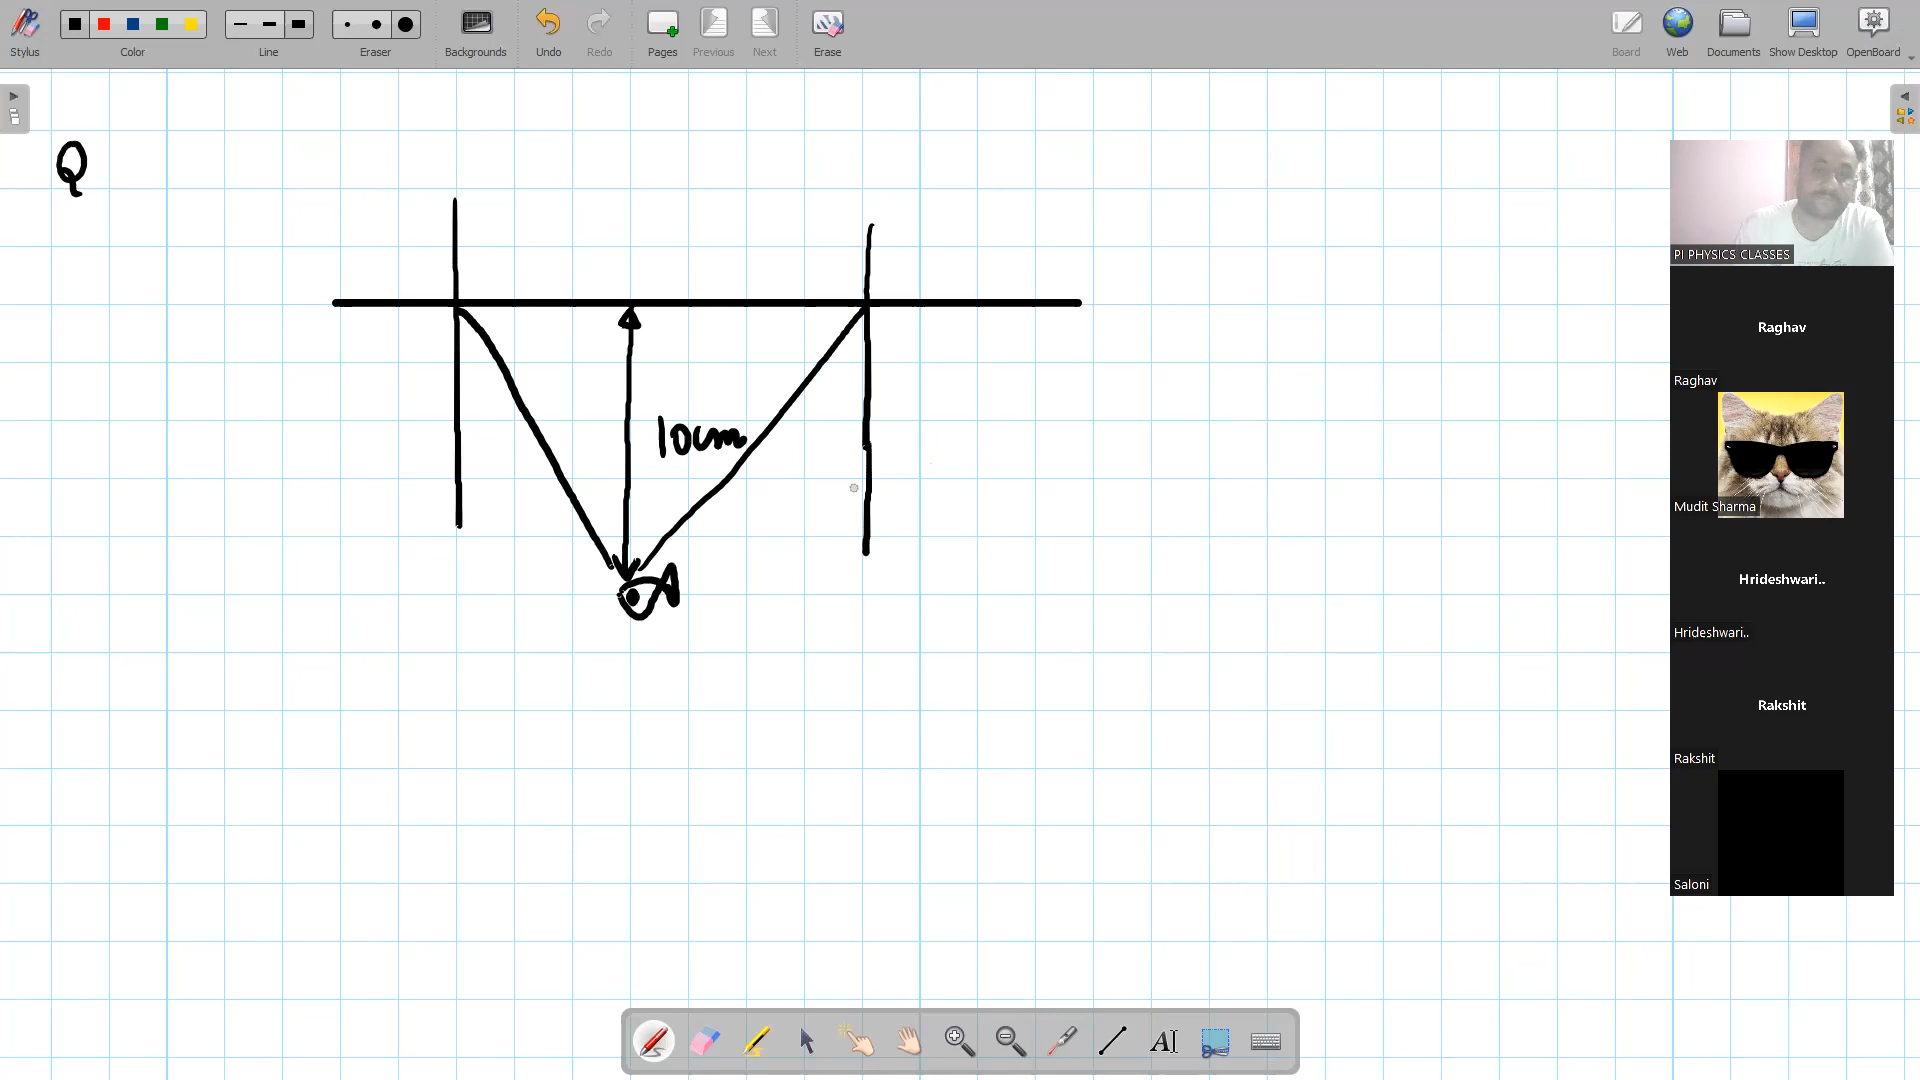 Stylus
Color
Line
Eraser
Backgrounds
Undo
Redo
Pages
Previous
Next
Erase
Board
Web
Documents
Show Desktop
OpenBoard
Q
10cm
PI PHYSICS CLASSES
Raghav
Raghav
Mudit Sharma
Hrideshwari..
Hrideshwari..
Rakshit
Rakshit
Saloni
AI